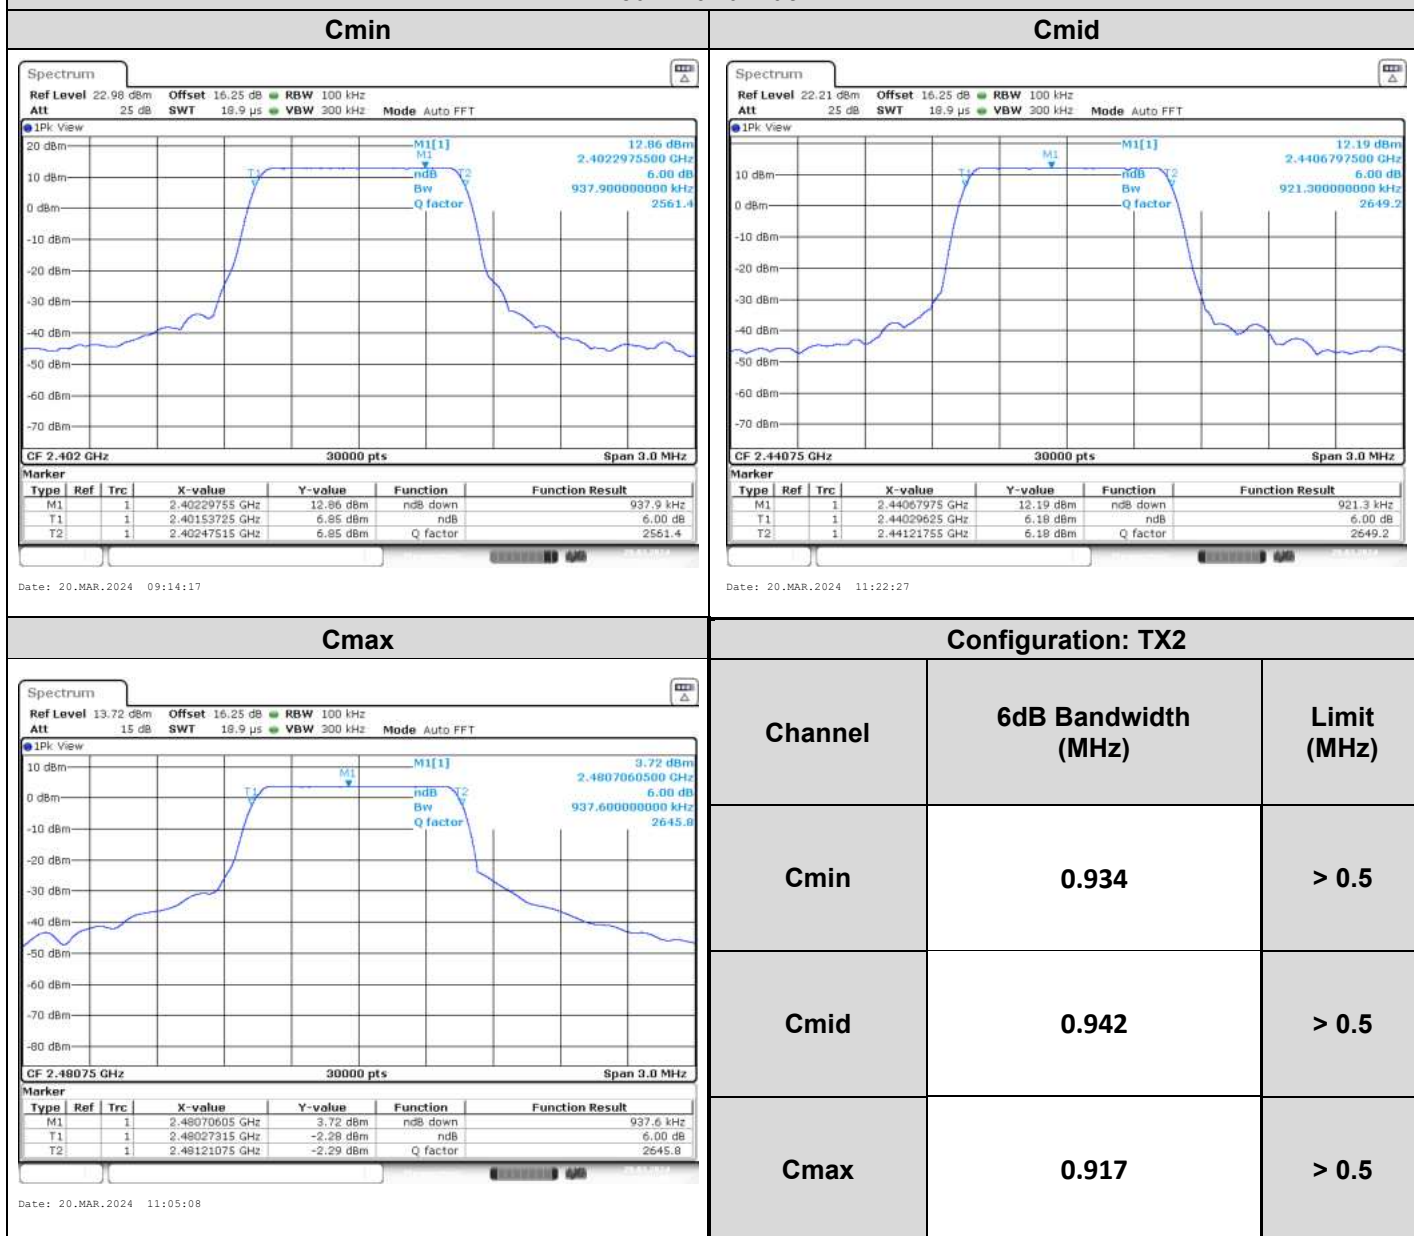 Cmin
Spectrum
Ref Level 22.98 dBm Offset 16.25 dB RBW 100 kHz
Att 25 dB SWT 18.9 µs VBW 300 kHz Mode Auto FFT
1Pk View
M1[1] 12.86 dBm
2.4022975500 GHz
ndB 6.00 dB
Bw 937.900000000 kHz
Q factor 2561.4
M1
T1
T2
20 dBm
10 dBm
0 dBm
-10 dBm
-20 dBm
-30 dBm
-40 dBm
-50 dBm
-60 dBm
-70 dBm
CF 2.402 GHz 30000 pts Span 3.0 MHz
Marker
Type Ref Trc X-value Y-value Function Function Result
M1 1 2.40229755 GHz 12.86 dBm ndB down 937.9 kHz
T1 1 2.40153725 GHz 6.85 dBm ndB 6.00 dB
T2 1 2.40247515 GHz 6.85 dBm Q factor 2561.4
Date: 20.MAR.2024 09:14:17
Cmid
Spectrum
Ref Level 22.21 dBm Offset 16.25 dB RBW 100 kHz
Att 25 dB SWT 18.9 µs VBW 300 kHz Mode Auto FFT
1Pk View
M1[1] 12.19 dBm
2.4406797500 GHz
ndB 6.00 dB
Bw 921.300000000 kHz
Q factor 2649.2
M1
T1
T2
10 dBm
0 dBm
-10 dBm
-20 dBm
-30 dBm
-40 dBm
-50 dBm
-60 dBm
-70 dBm
CF 2.44075 GHz 30000 pts Span 3.0 MHz
Marker
Type Ref Trc X-value Y-value Function Function Result
M1 1 2.44067975 GHz 12.19 dBm ndB down 921.3 kHz
T1 1 2.44029625 GHz 6.18 dBm ndB 6.00 dB
T2 1 2.44121755 GHz 6.18 dBm Q factor 2649.2
Date: 20.MAR.2024 11:22:27
Cmax
Spectrum
Ref Level 13.72 dBm Offset 16.25 dB RBW 100 kHz
Att 15 dB SWT 18.9 µs VBW 300 kHz Mode Auto FFT
1Pk View
M1[1] 3.72 dBm
2.4807060500 GHz
ndB 6.00 dB
Bw 937.600000000 kHz
Q factor 2645.8
M1
T1
T2
10 dBm
0 dBm
-10 dBm
-20 dBm
-30 dBm
-40 dBm
-50 dBm
-60 dBm
-70 dBm
-80 dBm
CF 2.48075 GHz 30000 pts Span 3.0 MHz
Marker
Type Ref Trc X-value Y-value Function Function Result
M1 1 2.48070605 GHz 3.72 dBm ndB down 937.6 kHz
T1 1 2.48027315 GHz -2.28 dBm ndB 6.00 dB
T2 1 2.48121075 GHz -2.29 dBm Q factor 2645.8
Date: 20.MAR.2024 11:05:08
Configuration: TX2
Channel 6dB Bandwidth (MHz) Limit (MHz)
Cmin 0.934 > 0.5
Cmid 0.942 > 0.5
Cmax 0.917 > 0.5